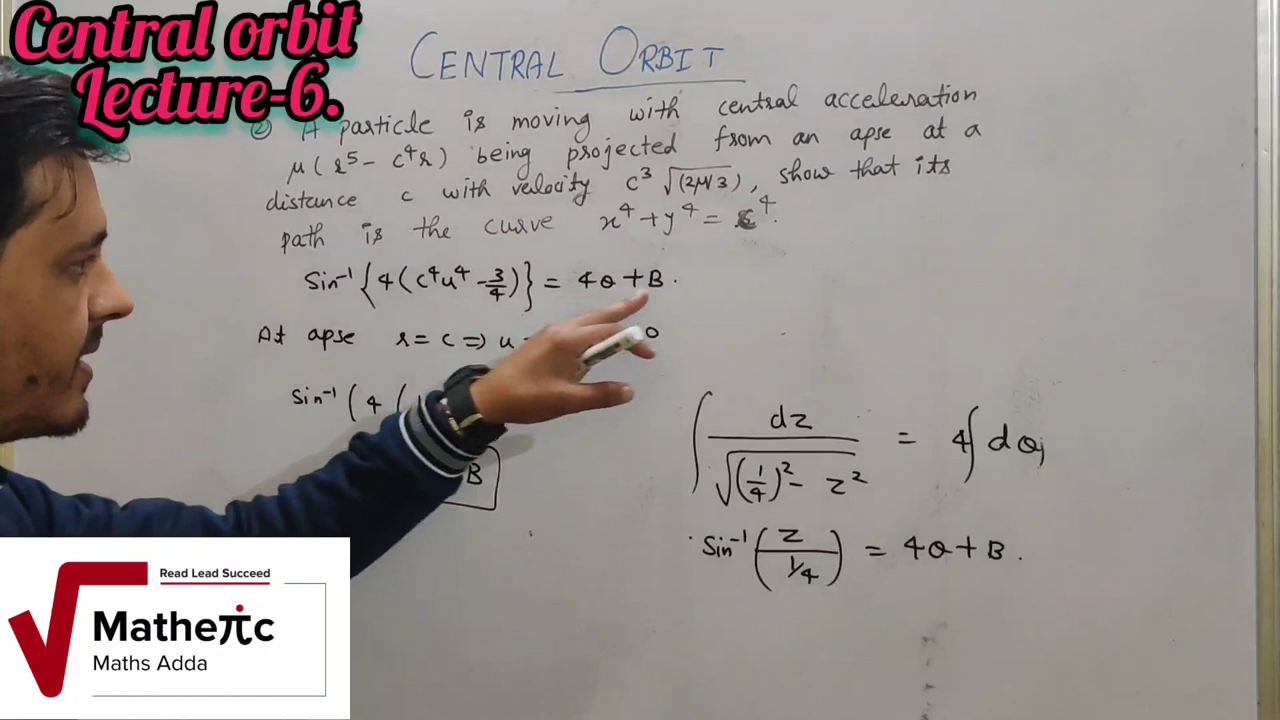 Central orbit
Lecture-6.
CENTRAL ORBIT
② A particle is moving with central acceleration
μ(r⁵ - c⁴r) being projected from an apse at a
distance c with velocity c³ √(2μ/3), show that its
path is the curve x⁴ + y⁴ = c⁴.
Sin⁻¹ {4(c⁴u⁴ - 3/4)} = 4θ + B.
At apse r = c ⇒ u = 0
Sin⁻¹ (4 (
B
∫ dz / √((1/4)² - z²) = 4∫ dθ,
Sin⁻¹ (z / 1/4) = 4θ + B.
Read Lead Succeed
Matheπc
Maths Adda